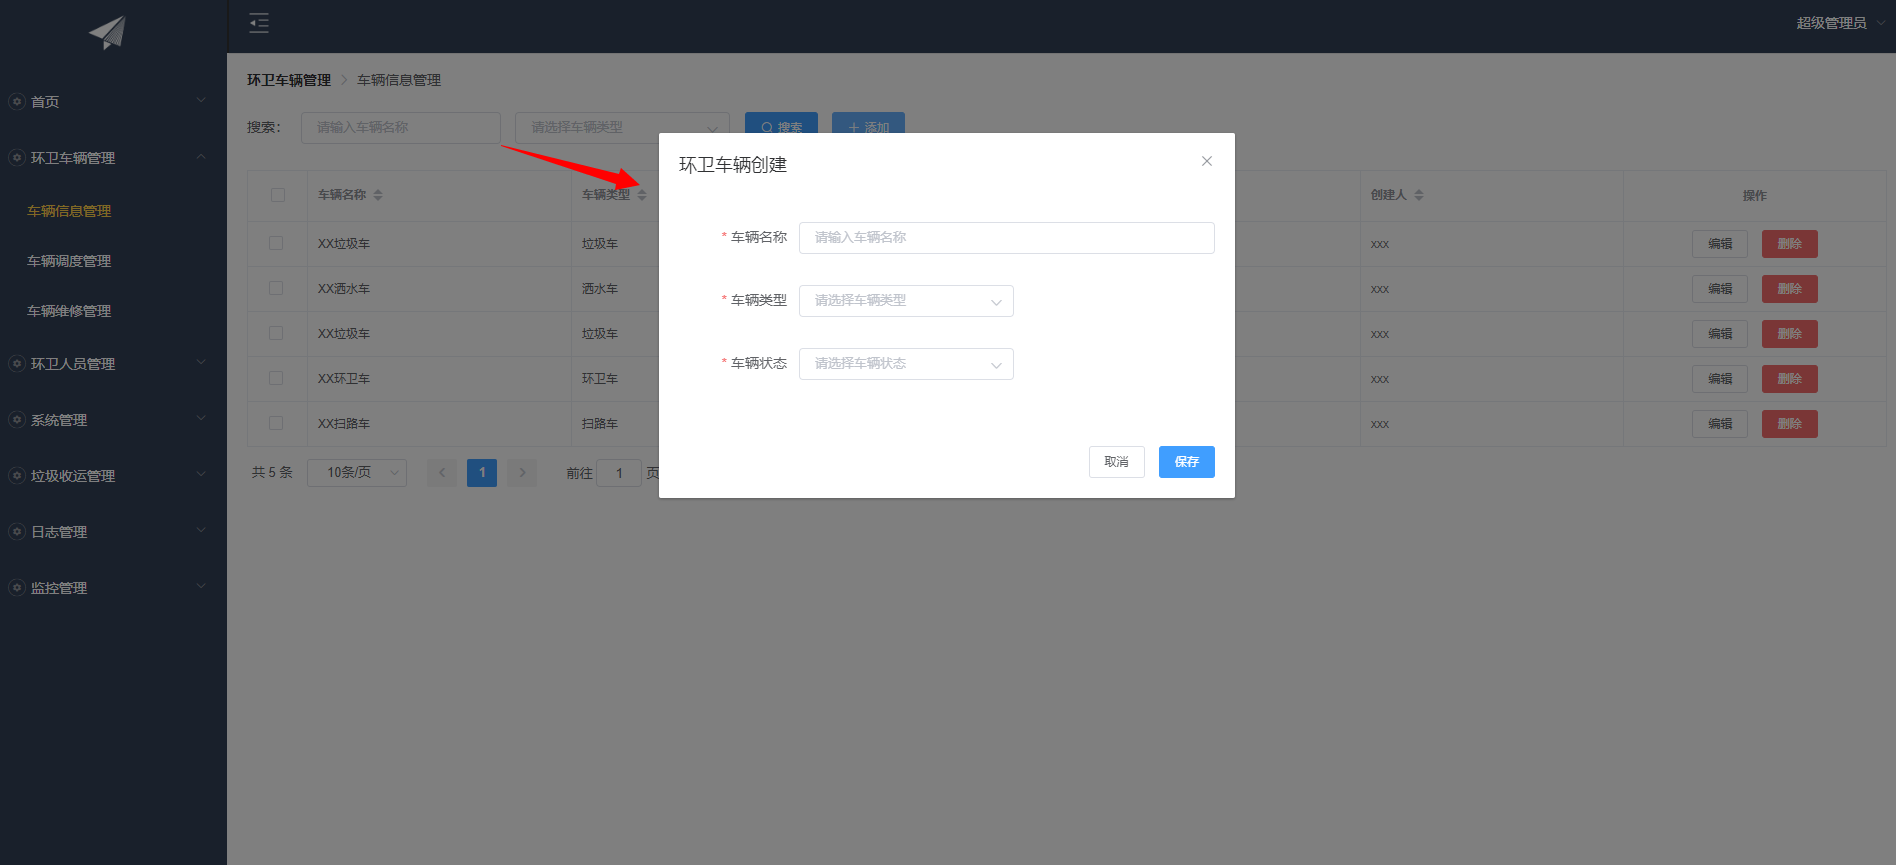 超级管理员
首页
环卫车辆管理
车辆信息管理
车辆调度管理
车辆维修管理
环卫人员管理
系统管理
垃圾收运管理
日志管理
监控管理
环卫车辆管理 > 车辆信息管理
搜索: 请输入车辆名称 请选择车辆类型 搜索 + 添加
车辆名称 车辆类型 创建人 操作
XX垃圾车 垃圾车 xxx 编辑 删除
XX洒水车 洒水车 xxx 编辑 删除
XX垃圾车 垃圾车 xxx 编辑 删除
XX环卫车 环卫车 xxx 编辑 删除
XX扫路车 扫路车 xxx 编辑 删除
共 5 条 10条/页 < 1 > 前往 1 页
环卫车辆创建
* 车辆名称 请输入车辆名称
* 车辆类型 请选择车辆类型
* 车辆状态 请选择车辆状态
取消 保存